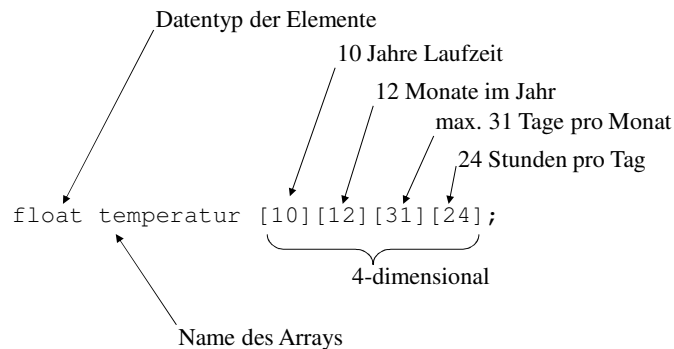 Datentyp der Elemente
10 Jahre Laufzeit
12 Monate im Jahr
max. 31 Tage pro Monat
24 Stunden pro Tag
float temperatur [10][12][31][24];
4-dimensional
Name des Arrays